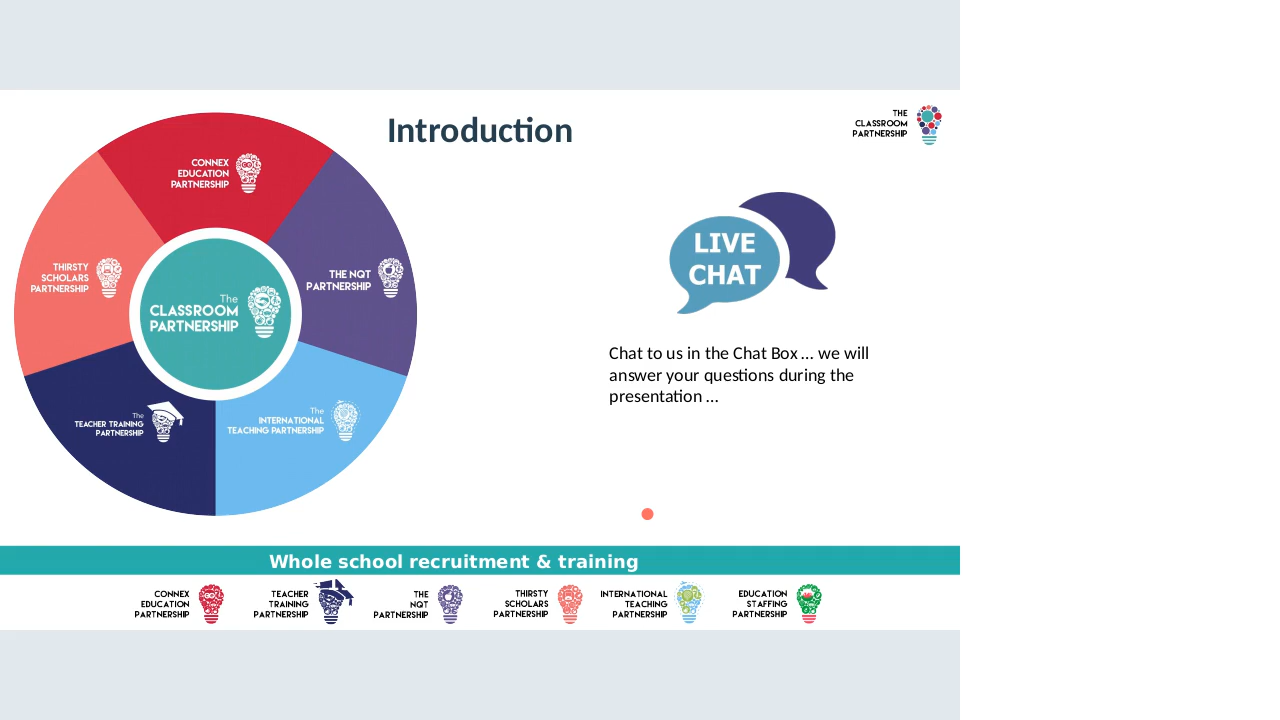 Introduction
THE
CLASSROOM
PARTNERSHIP
CONNEX
EDUCATION
PARTNERSHIP
THIRSTY
SCHOLARS
PARTNERSHIP
THE NQT
PARTNERSHIP
The
CLASSROOM
PARTNERSHIP
The
TEACHER TRAINING
PARTNERSHIP
The
INTERNATIONAL
TEACHING PARTNERSHIP
LIVE
CHAT
Chat to us in the Chat Box ... we will
answer your questions during the
presentation ...
Whole school recruitment & training
CONNEX
EDUCATION
PARTNERSHIP
TEACHER
TRAINING
PARTNERSHIP
THE
NQT
PARTNERSHIP
THIRSTY
SCHOLARS
PARTNERSHIP
INTERNATIONAL
TEACHING
PARTNERSHIP
EDUCATION
STAFFING
PARTNERSHIP